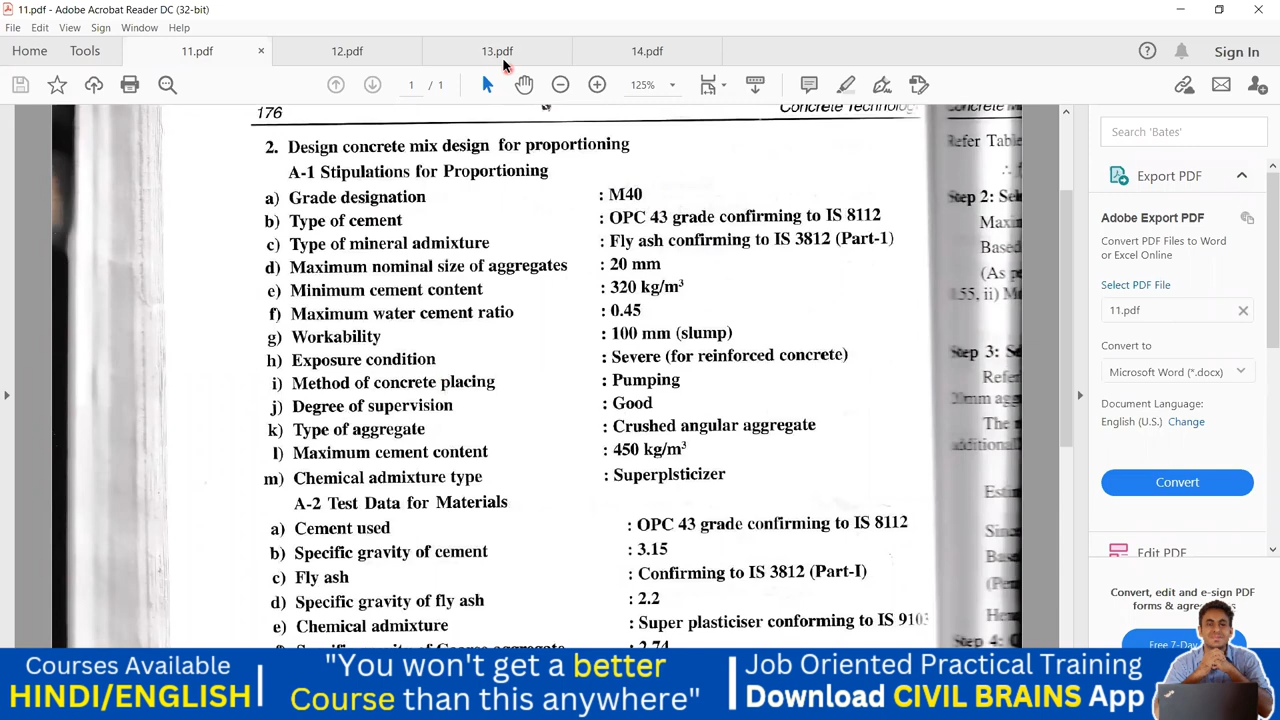 11.pdf - Adobe Acrobat Reader DC (32-bit)
File Edit View Sign Window Help
Home Tools 11.pdf × 12.pdf 13.pdf 14.pdf Sign In
1 / 1 125%
176 Concrete Technology
2. Design concrete mix design for proportioning
A-1 Stipulations for Proportioning
a) Grade designation : M40
b) Type of cement : OPC 43 grade confirming to IS 8112
c) Type of mineral admixture : Fly ash confirming to IS 3812 (Part-1)
d) Maximum nominal size of aggregates : 20 mm
e) Minimum cement content : 320 kg/m³
f) Maximum water cement ratio : 0.45
g) Workability : 100 mm (slump)
h) Exposure condition : Severe (for reinforced concrete)
i) Method of concrete placing : Pumping
j) Degree of supervision : Good
k) Type of aggregate : Crushed angular aggregate
l) Maximum cement content : 450 kg/m³
m) Chemical admixture type : Superplsticizer
A-2 Test Data for Materials
a) Cement used : OPC 43 grade confirming to IS 8112
b) Specific gravity of cement : 3.15
c) Fly ash : Confirming to IS 3812 (Part-I)
d) Specific gravity of fly ash : 2.2
e) Chemical admixture : Super plasticiser conforming to IS 9103
Refer Table
Step 2:
Based
Step 3:
Refer
The
additional
Step 4:
Search 'Bates'
Export PDF
Adobe Export PDF
Convert PDF Files to Word
or Excel Online
Select PDF File
11.pdf
Convert to
Microsoft Word (*.docx)
Document Language:
English (U.S.) Change
Convert
Edit PDF
Convert, edit and e-sign PDF
forms &
Free 7-Day
Courses Available
HINDI/ENGLISH
"You won't get a better
Course than this anywhere"
Job Oriented Practical Training
Download CIVIL BRAINS App